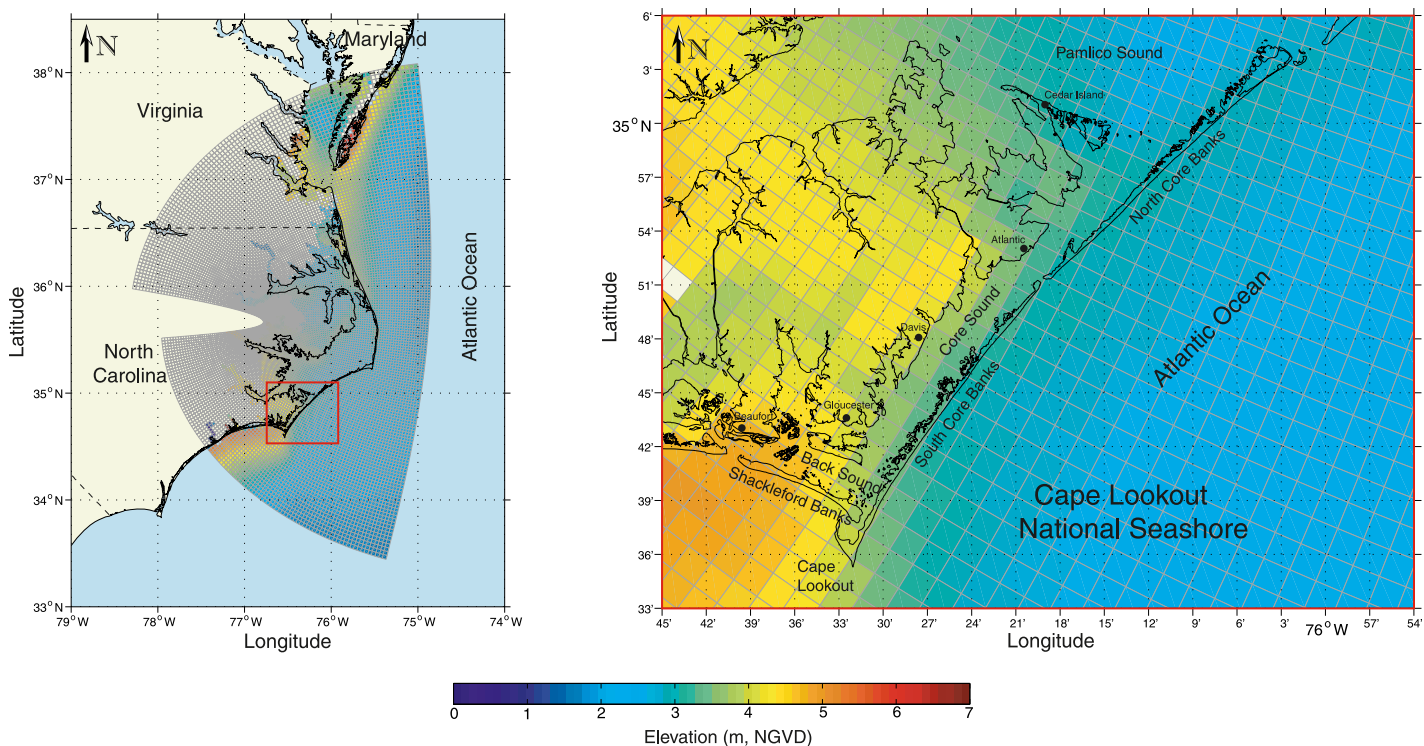 N
Maryland
38°N
Virginia
37°N
36°N
35°N
34°N
33°N
North
Carolina
Atlantic Ocean
Latitude
79°W
78°W
77°W
76°W
75°W
74°W
Longitude
N
Pamlico Sound
Cedar Island
North Core Banks
Atlantic
Core Sound
Davis
Atlantic Ocean
South Core Banks
Gloucester
Beaufort
Back Sound
Shackleford Banks
Cape Lookout
National Seashore
Cape
Lookout
6'
3'
35°N
57'
54'
51'
48'
45'
42'
39'
36'
33'
Latitude
45'
42'
39'
36'
33'
30'
27'
24'
21'
18'
15'
12'
9'
6'
3'
76°W
57'
54'
Longitude
0 1 2 3 4 5 6 7
Elevation (m, NGVD)